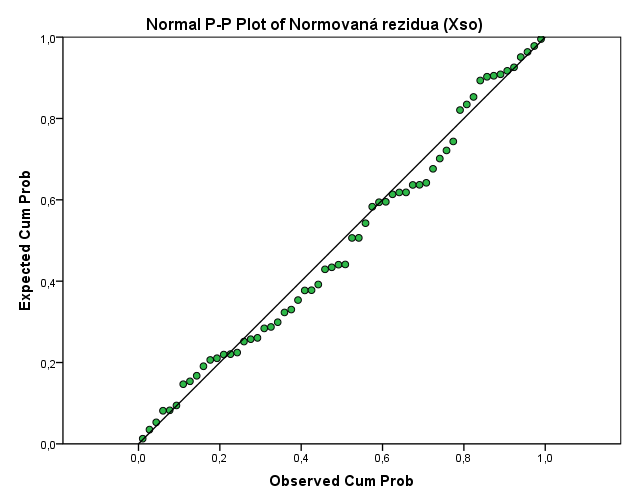 Normal P-P Plot of Normovaná rezidua (Xso)
Expected Cum Prob
1,0
0,8
0,6
0,4
0,2
0,0
0,0 0,2 0,4 0,6 0,8 1,0
Observed Cum Prob